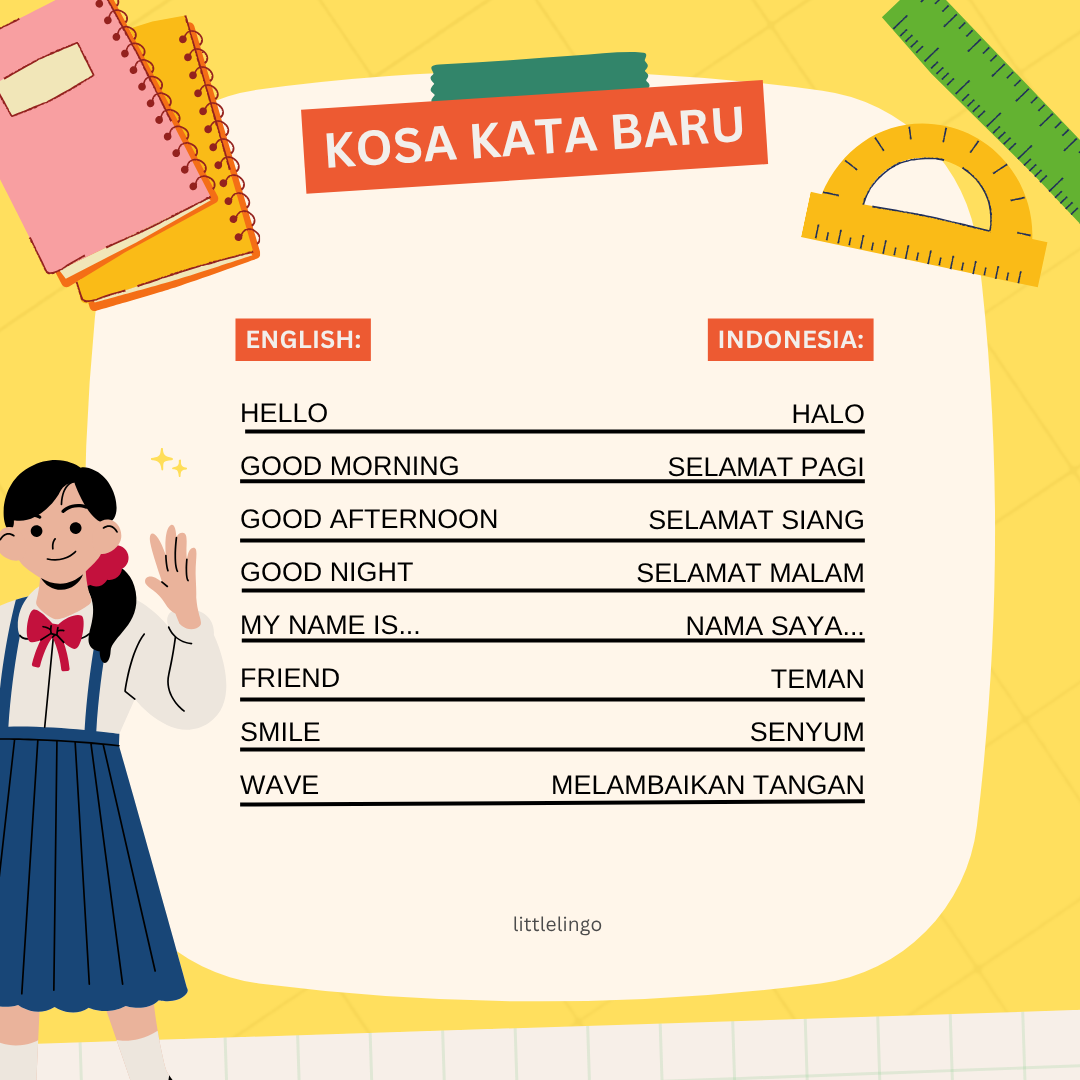 KOSA KATA BARU
ENGLISH: INDONESIA:
HELLO HALO
GOOD MORNING SELAMAT PAGI
GOOD AFTERNOON SELAMAT SIANG
GOOD NIGHT SELAMAT MALAM
MY NAME IS... NAMA SAYA...
FRIEND TEMAN
SMILE SENYUM
WAVE MELAMBAIKAN TANGAN
littlelingo